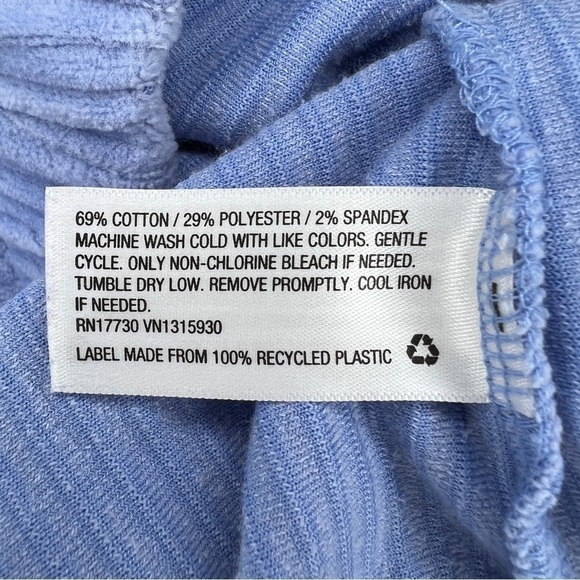 69% COTTON / 29% POLYESTER / 2% SPANDEX
MACHINE WASH COLD WITH LIKE COLORS. GENTLE
CYCLE. ONLY NON-CHLORINE BLEACH IF NEEDED.
TUMBLE DRY LOW. REMOVE PROMPTLY. COOL IRON
IF NEEDED.
RN17730 VN1315930
LABEL MADE FROM 100% RECYCLED PLASTIC